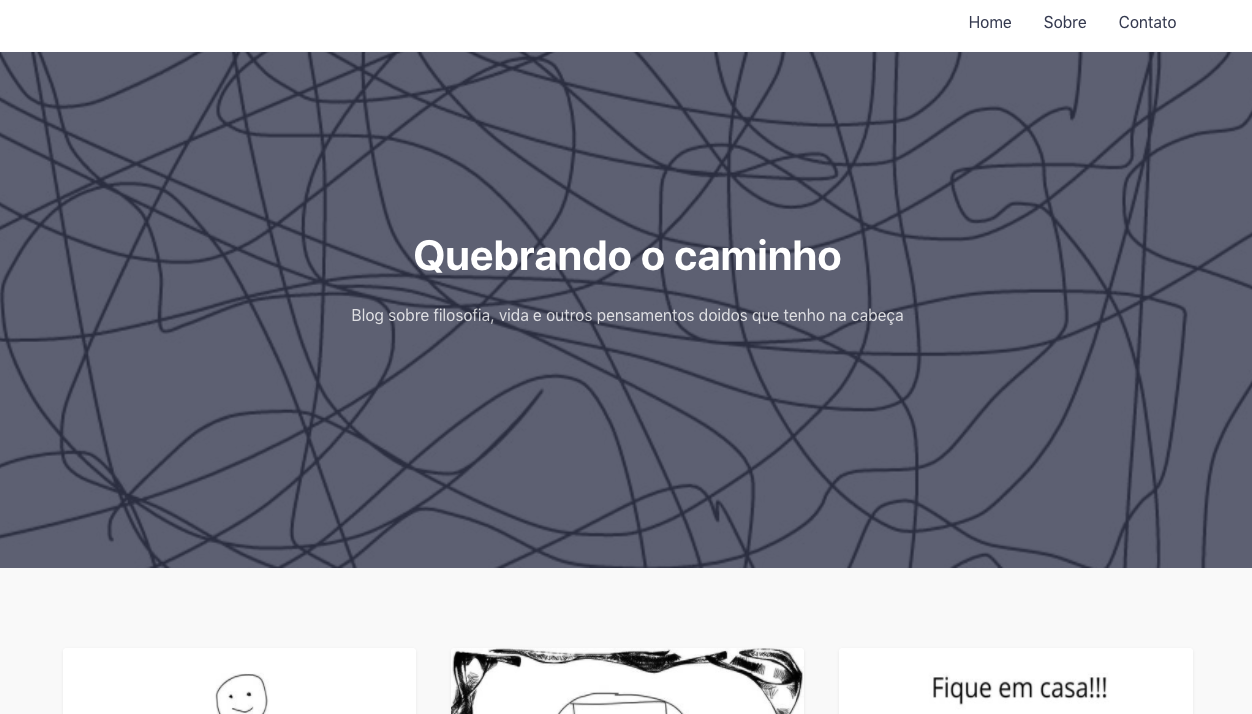 Home Sobre Contato
Quebrando o caminho
Blog sobre filosofia, vida e outros pensamentos doidos que tenho na cabeça
Fique em casa!!!